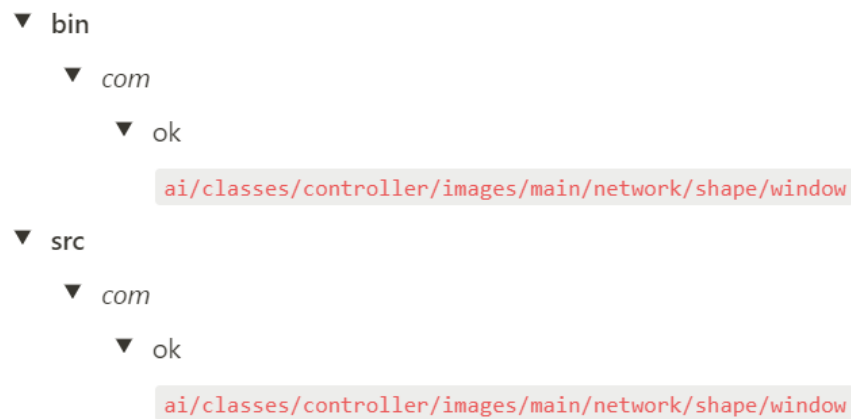 bin
com
ok
ai/classes/controller/images/main/network/shape/window
src
com
ok
ai/classes/controller/images/main/network/shape/window